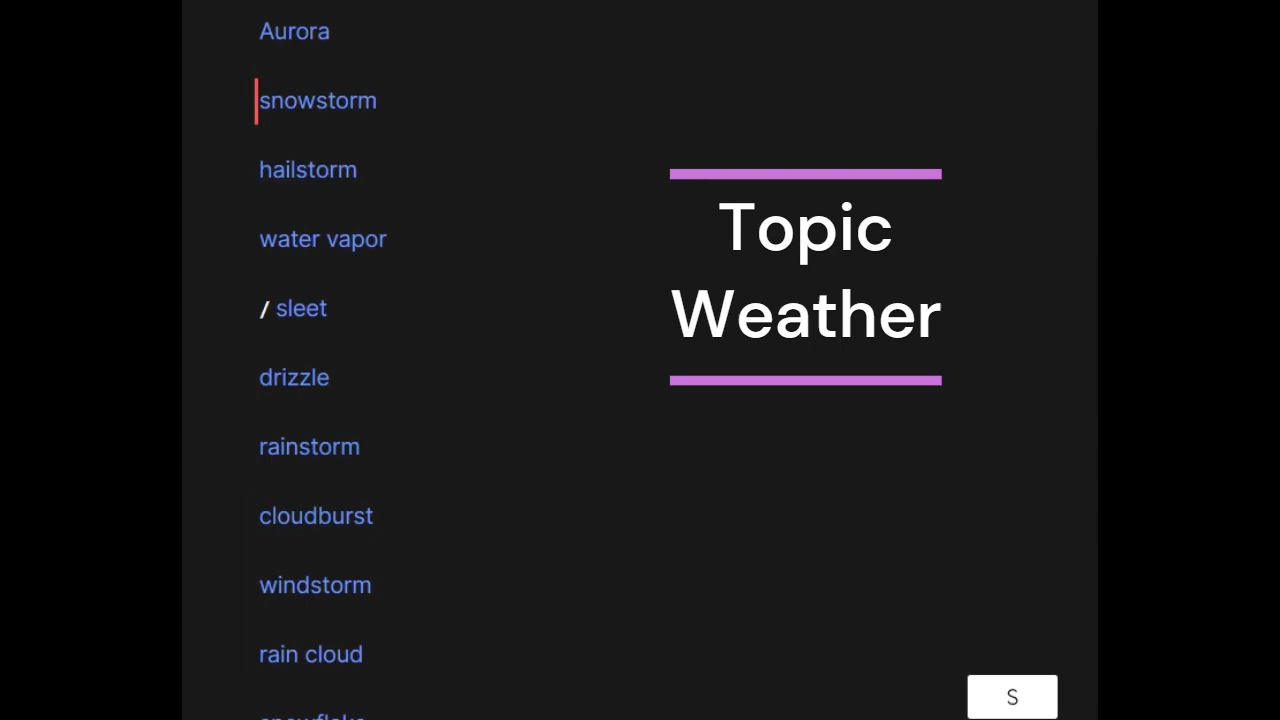 Aurora
snowstorm
hailstorm
water vapor
/ sleet
drizzle
rainstorm
cloudburst
windstorm
rain cloud
Topic
Weather
S